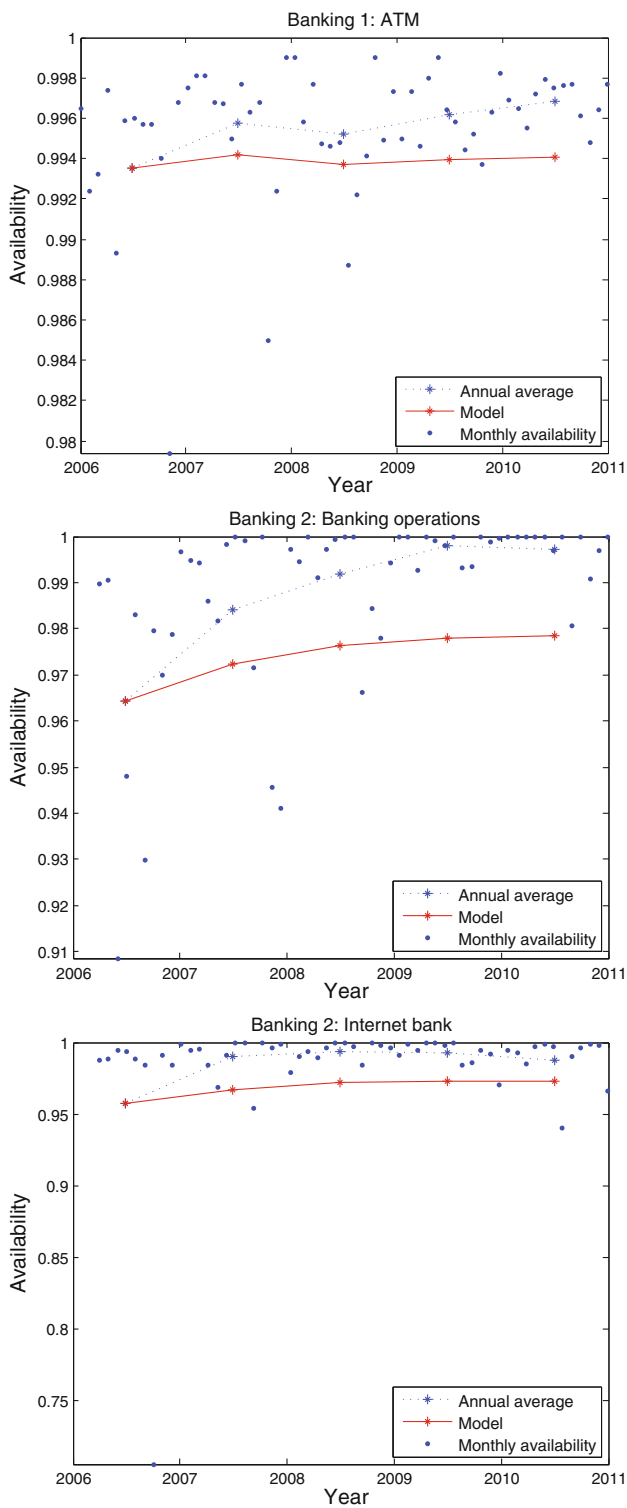 Banking 1: ATM
1
0.998
0.996
0.994
0.992
0.99
0.988
0.986
0.984
0.982
0.98
Availability
Annual average
Model
Monthly availability
2006 2007 2008 2009 2010 2011
Year
Banking 2: Banking operations
1
0.99
0.98
0.97
0.96
0.95
0.94
0.93
0.92
0.91
Availability
Annual average
Model
Monthly availability
2006 2007 2008 2009 2010 2011
Year
Banking 2: Internet bank
1
0.95
0.9
0.85
0.8
0.75
Availability
Annual average
Model
Monthly availability
2006 2007 2008 2009 2010 2011
Year